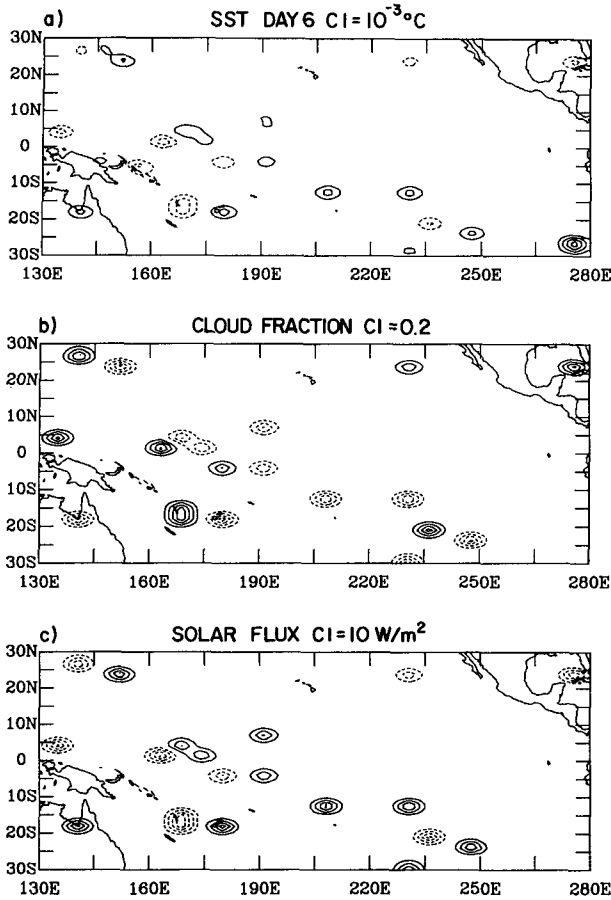 a) SST DAY 6 CI = 10⁻³ °C
30N
20N
10N
0
10S
20S
30S
130E 160E 190E 220E 250E 280E
b) CLOUD FRACTION CI = 0.2
30N
20N
10N
0
10S
20S
30S
130E 160E 190E 220E 250E 280E
c) SOLAR FLUX CI = 10 W/m²
30N
20N
10N
0
10S
20S
30S
130E 160E 190E 220E 250E 280E